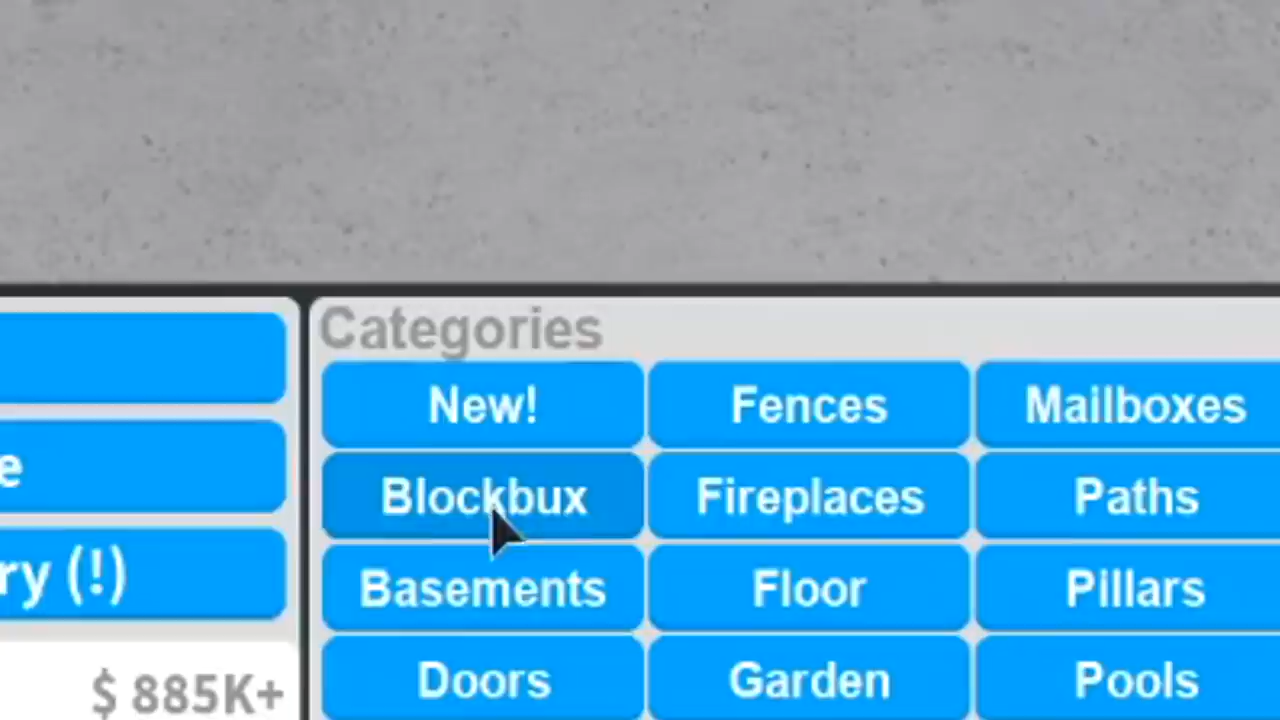 Categories
New! Fences Mailboxes
e
Blockbux Fireplaces Paths
ry (!)
Basements Floor Pillars
Doors Garden Pools
$ 885K+